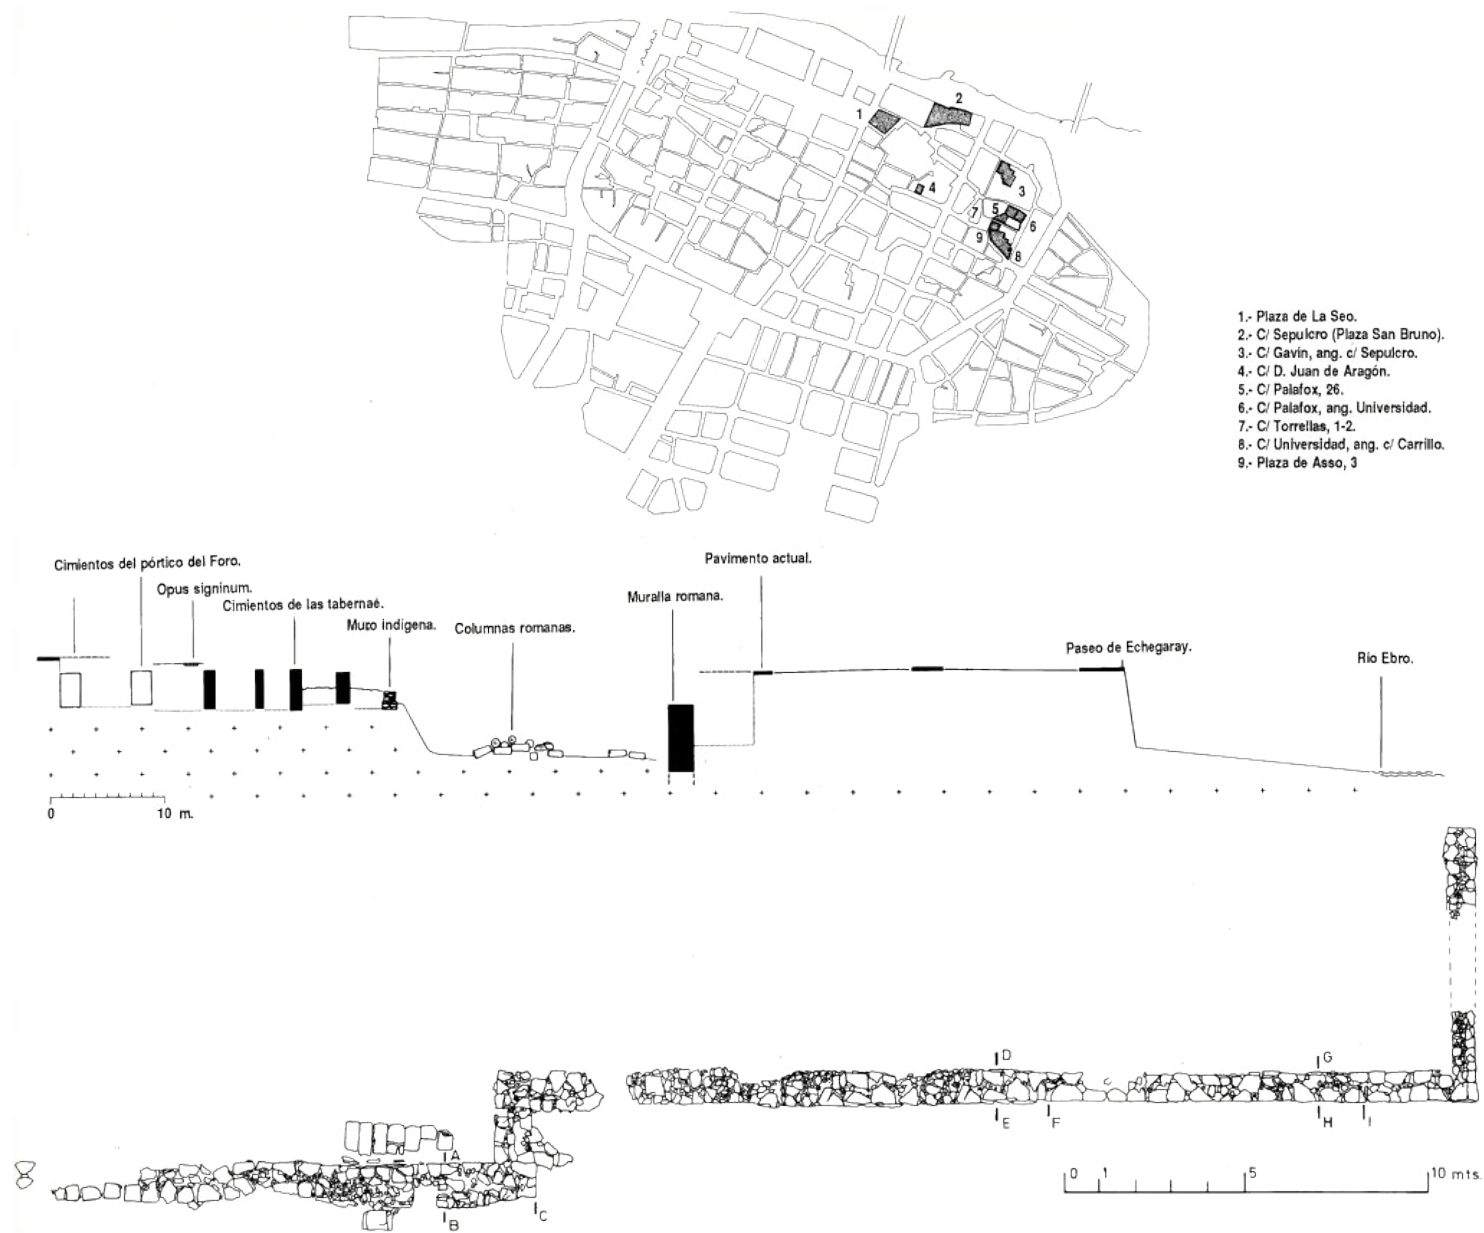 1
2
3
4
5
6
7
8
9
1.- Plaza de La Seo.
2.- C/ Sepulcro (Plaza San Bruno).
3.- C/ Gavín, ang. c/ Sepulcro.
4.- C/ D. Juan de Aragón.
5.- C/ Palafox, 26.
6.- C/ Palafox, ang. Universidad.
7.- C/ Torrellas, 1-2.
8.- C/ Universidad, ang. c/ Carrillo.
9.- Plaza de Asso, 3
Cimientos del pórtico del Foro.
Opus signinum.
Cimientos de las tabernaé.
Muro indígena.
Columnas romanas.
Muralla romana.
Pavimento actual.
Paseo de Echegaray.
Río Ebro.
0 10 m.
D
G
E
F
H
I
A
B
C
0 1 5 10 mts.